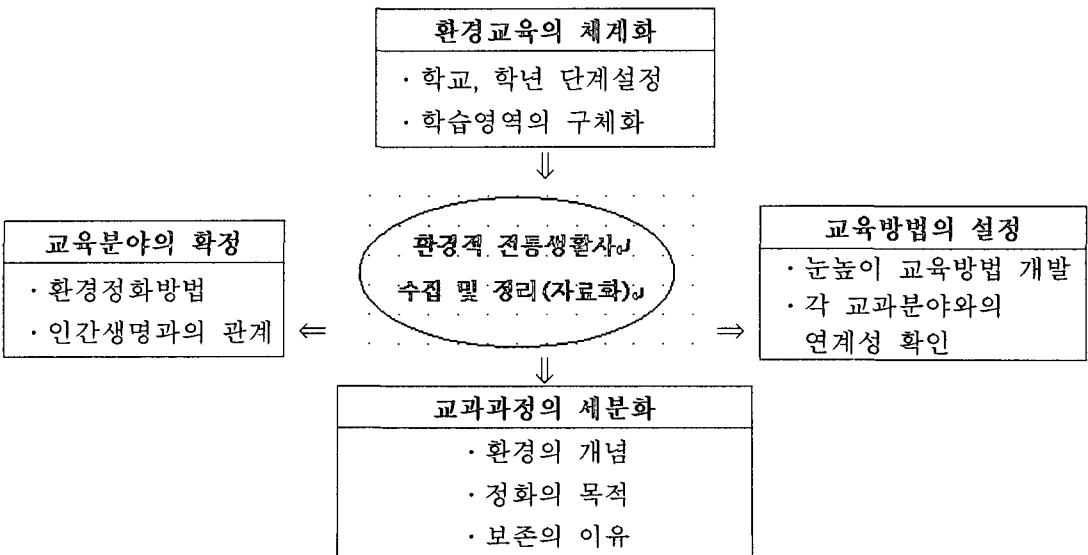 환경교육의 체계화
· 학교, 학년 단계설정
· 학습영역의 구체화
⇓
교육분야의 확정
· 환경정화방법
· 인간생명과의 관계
⇐
환경적 전통생활사
수집 및 정리(자료화)
⇒
교육방법의 설정
· 눈높이 교육방법 개발
· 각 교과분야와의
연계성 확인
⇓
교과과정의 세분화
· 환경의 개념
· 정화의 목적
· 보존의 이유